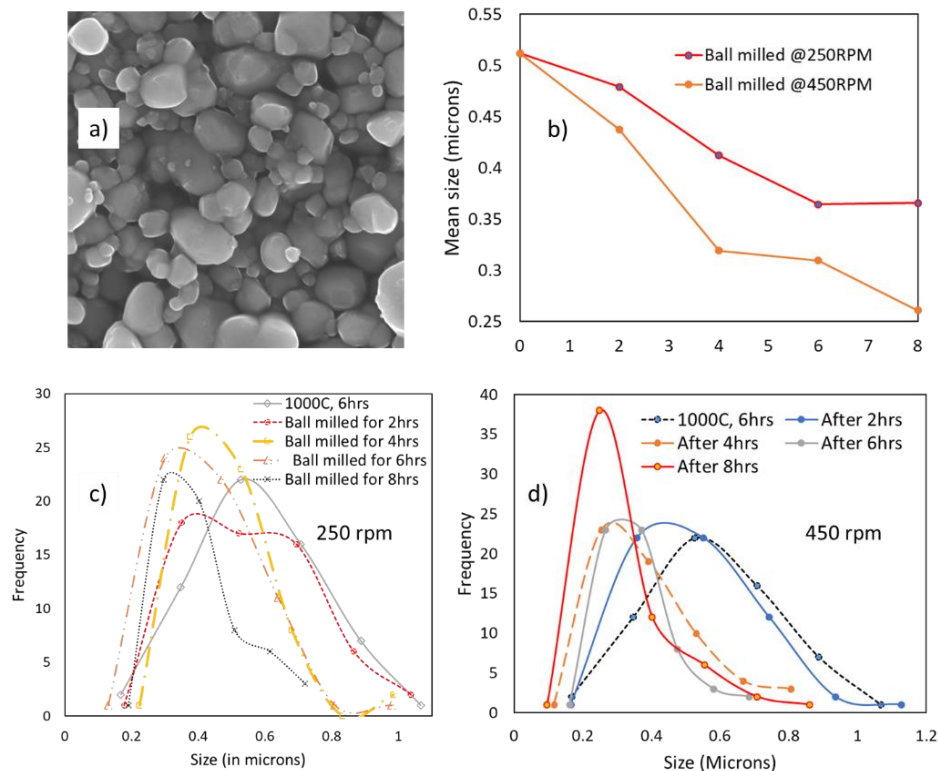 a)
0.55
0.5
0.45
0.4
0.35
0.3
0.25
Mean size (microns)
b)
Ball milled @250RPM
Ball milled @450RPM
0 1 2 3 4 5 6 7 8
30
25
20
15
10
5
0
Frequency
c)
1000C, 6hrs
Ball milled for 2hrs
Ball milled for 4hrs
Ball milled for 6hrs
Ball milled for 8hrs
250 rpm
0 0.2 0.4 0.6 0.8 1
Size (in microns)
40
35
30
25
20
15
10
5
0
Frequency
d)
1000C, 6hrs After 2hrs
After 4hrs After 6hrs
After 8hrs
450 rpm
0 0.2 0.4 0.6 0.8 1 1.2
Size (Microns)